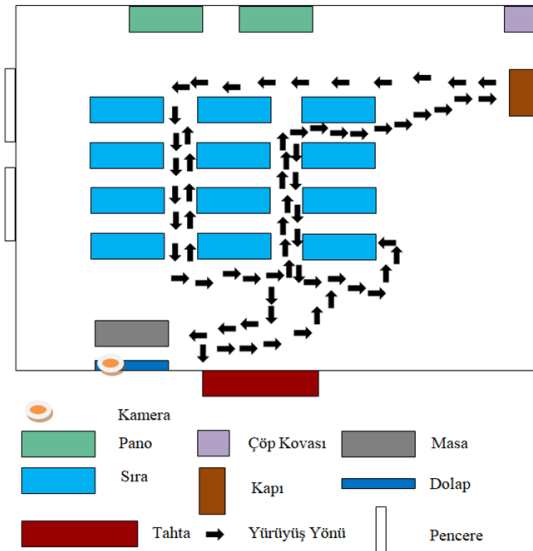 Kamera
Pano
Çöp Kovası
Masa
Sıra
Kapı
Dolap
Tahta
Yürüyüş Yönü
Pencere